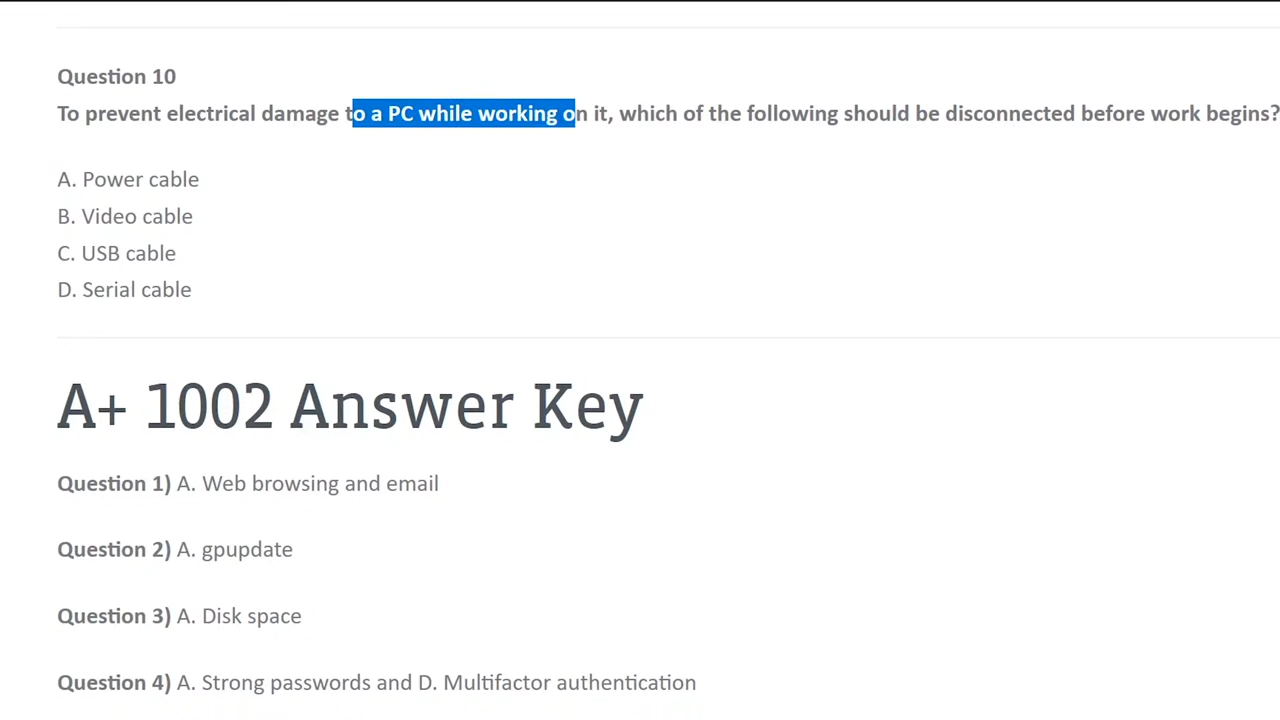 Question 10
To prevent electrical damage to a PC while working on it, which of the following should be disconnected before work begins?
A. Power cable
B. Video cable
C. USB cable
D. Serial cable
A+ 1002 Answer Key
Question 1) A. Web browsing and email
Question 2) A. gpupdate
Question 3) A. Disk space
Question 4) A. Strong passwords and D. Multifactor authentication